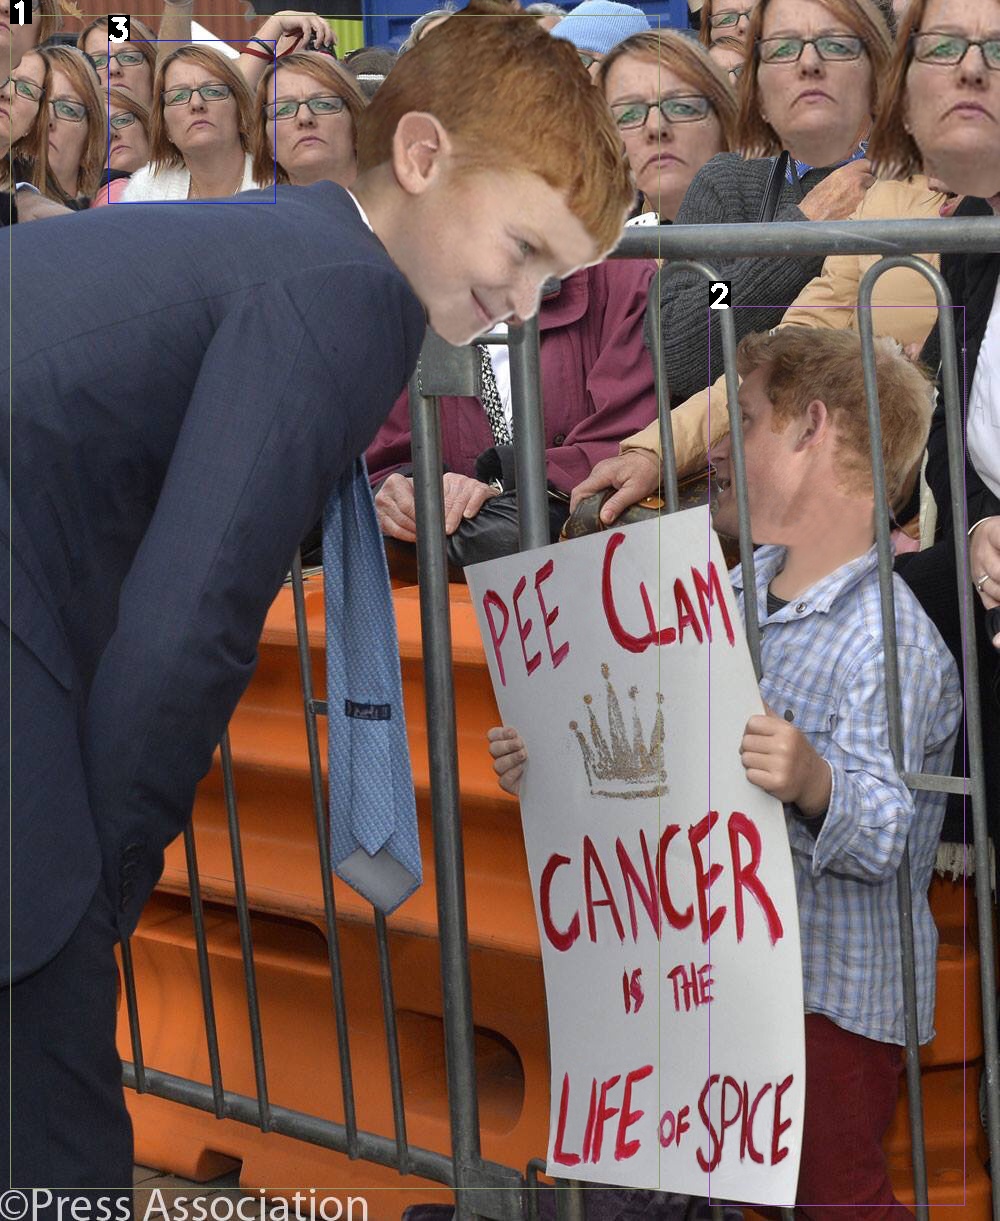 PEE CLAM
CANCER
IS THE
LIFE OF SPICE
©Press Association